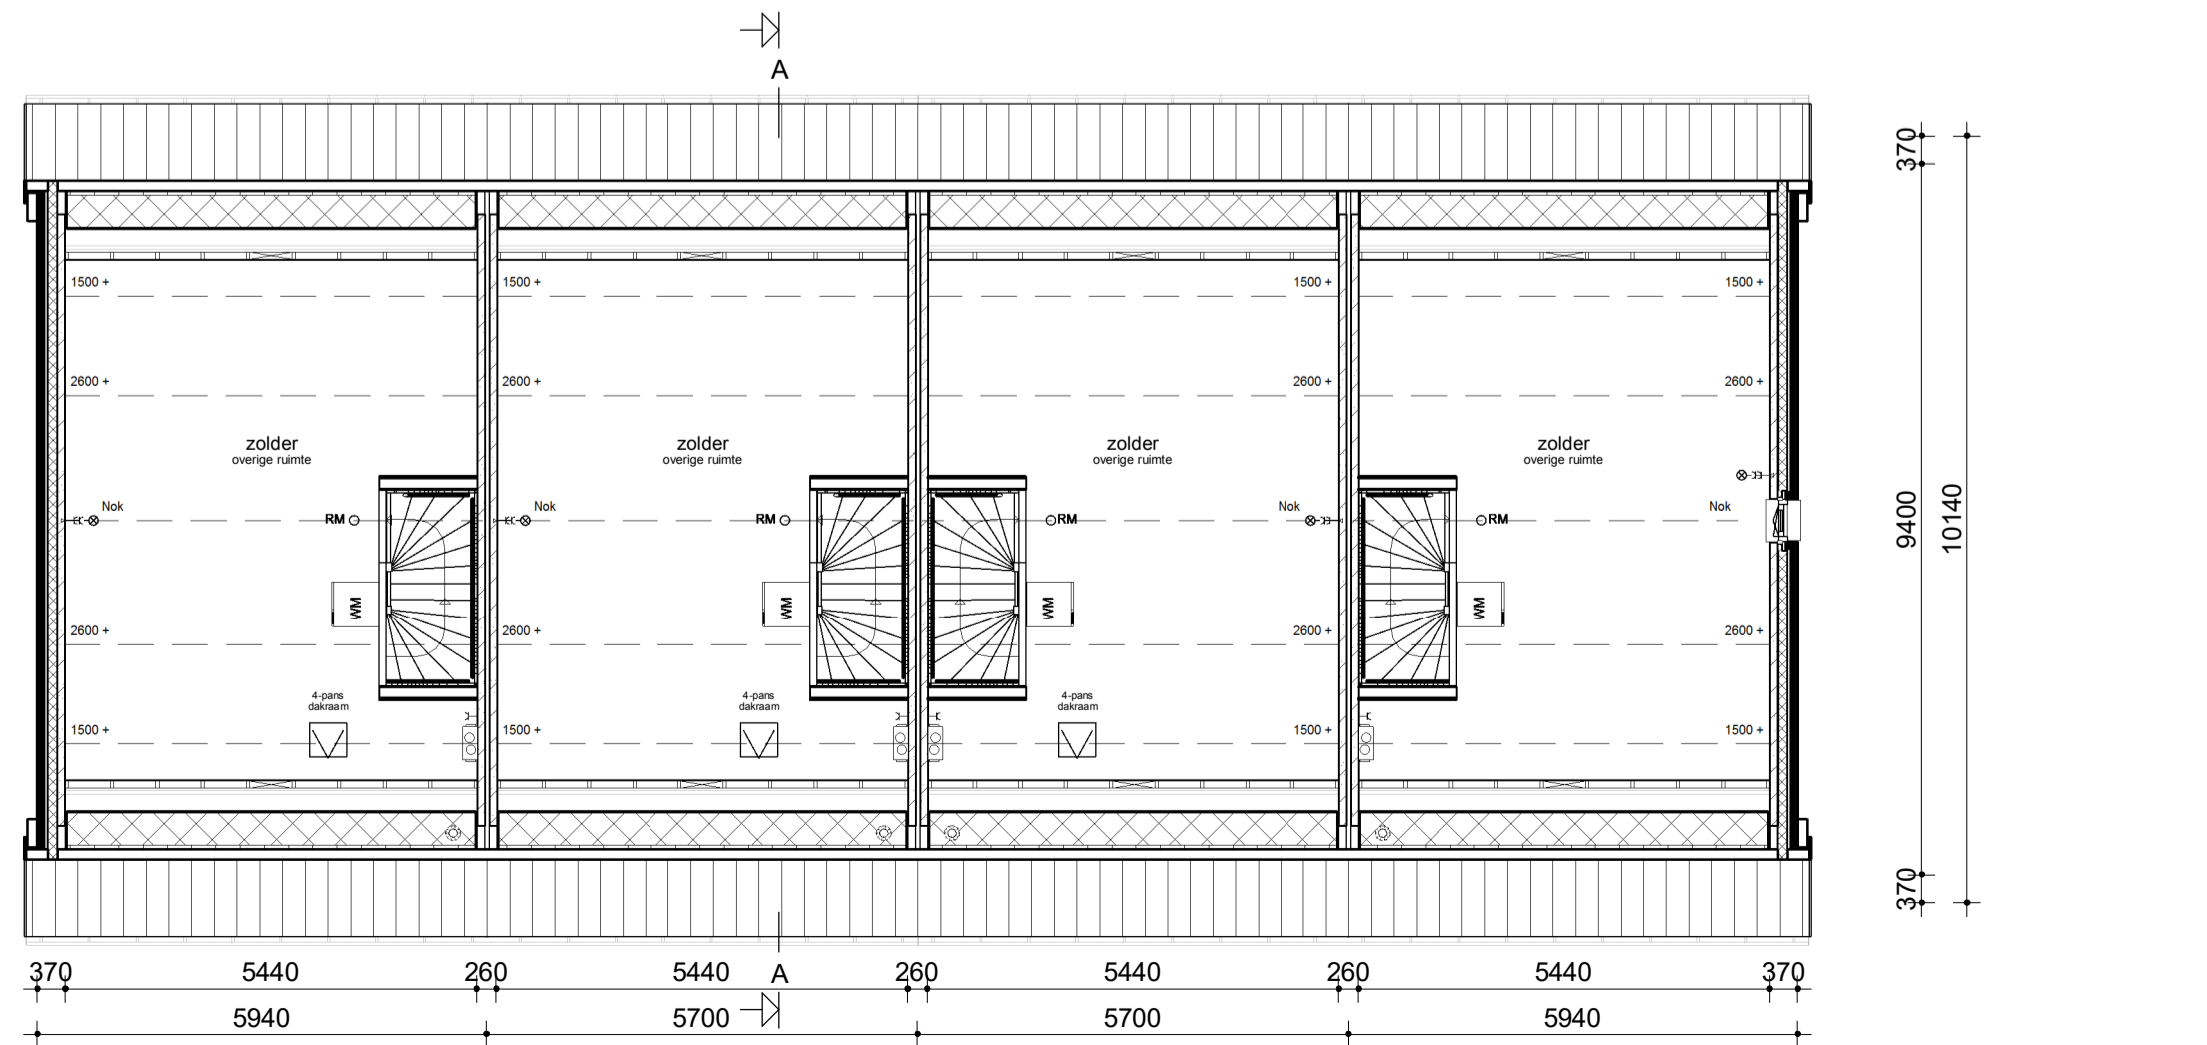 A
370
1500 +
1500 +
1500 +
1500 +
2600 +
2600 +
2600 +
2600 +
zolder
overige ruimte
zolder
overige ruimte
zolder
overige ruimte
zolder
overige ruimte
Nok
RM
Nok
RM
RM
Nok
RM
Nok
9400
10140
WM
WM
WM
WM
2600 +
2600 +
2600 +
2600 +
4-pans
dakraam
4-pans
dakraam
4-pans
dakraam
1500 +
1500 +
1500 +
1500 +
370
370
5440
260
5440
A
260
5440
260
5440
370
5940
5700
5700
5940